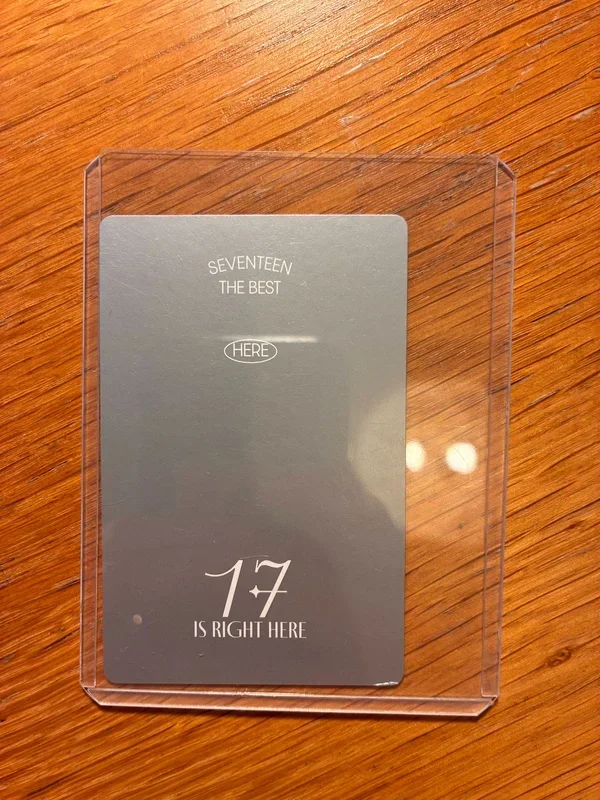 SEVENTEEN
THE BEST
HERE
17
IS RIGHT HERE